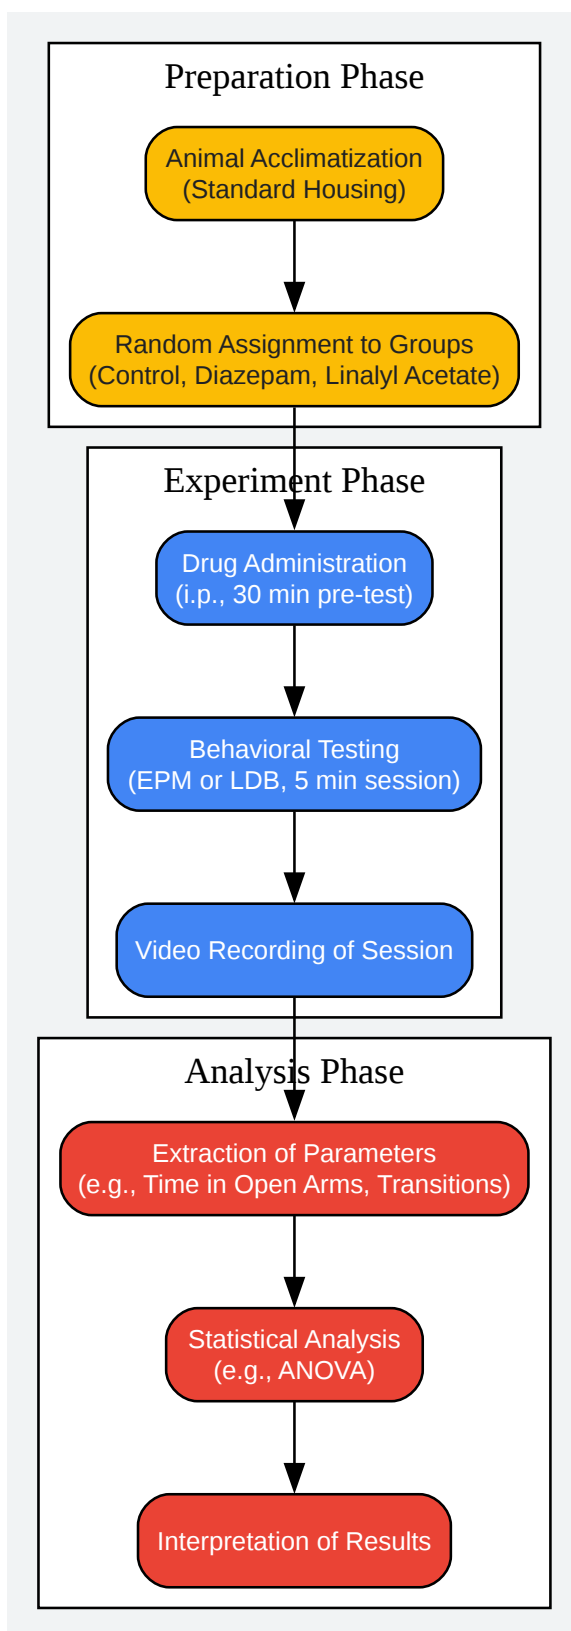 Preparation Phase
Animal Acclimatization
(Standard Housing)
Random Assignment to Groups
(Control, Diazepam, Linalyl Acetate)
Experiment Phase
Drug Administration
(i.p., 30 min pre-test)
Behavioral Testing
(EPM or LDB, 5 min session)
Video Recording of Session
Analysis Phase
Extraction of Parameters
(e.g., Time in Open Arms, Transitions)
Statistical Analysis
(e.g., ANOVA)
Interpretation of Results